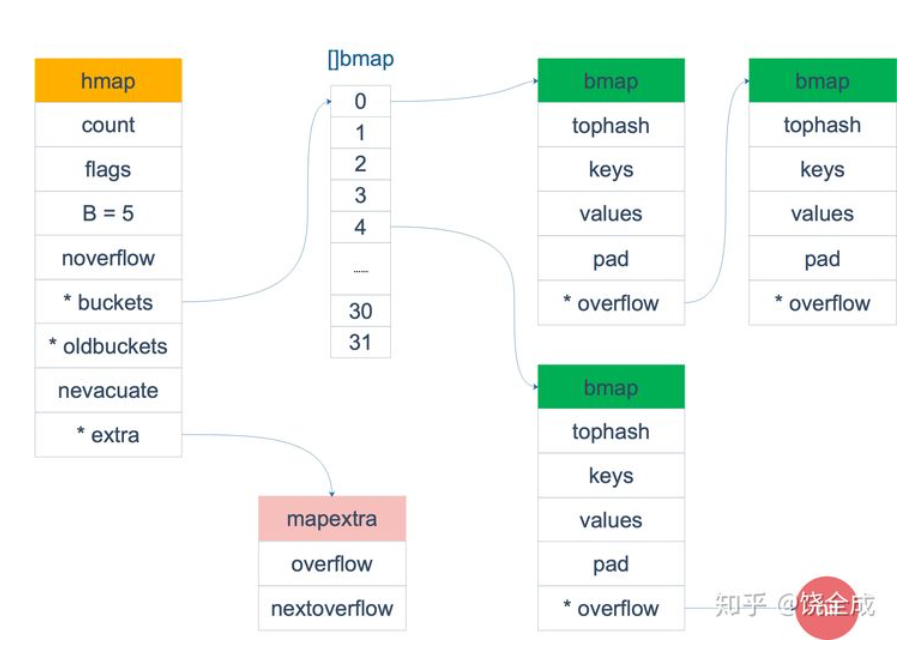 hmap
count
flags
B = 5
noverflow
* buckets
* oldbuckets
nevacuate
* extra
[]bmap
0
1
2
3
4
......
30
31
bmap
tophash
keys
values
pad
* overflow
bmap
tophash
keys
values
pad
* overflow
bmap
tophash
keys
values
pad
* overflow
mapextra
overflow
nextoverflow
知乎 @饶全成